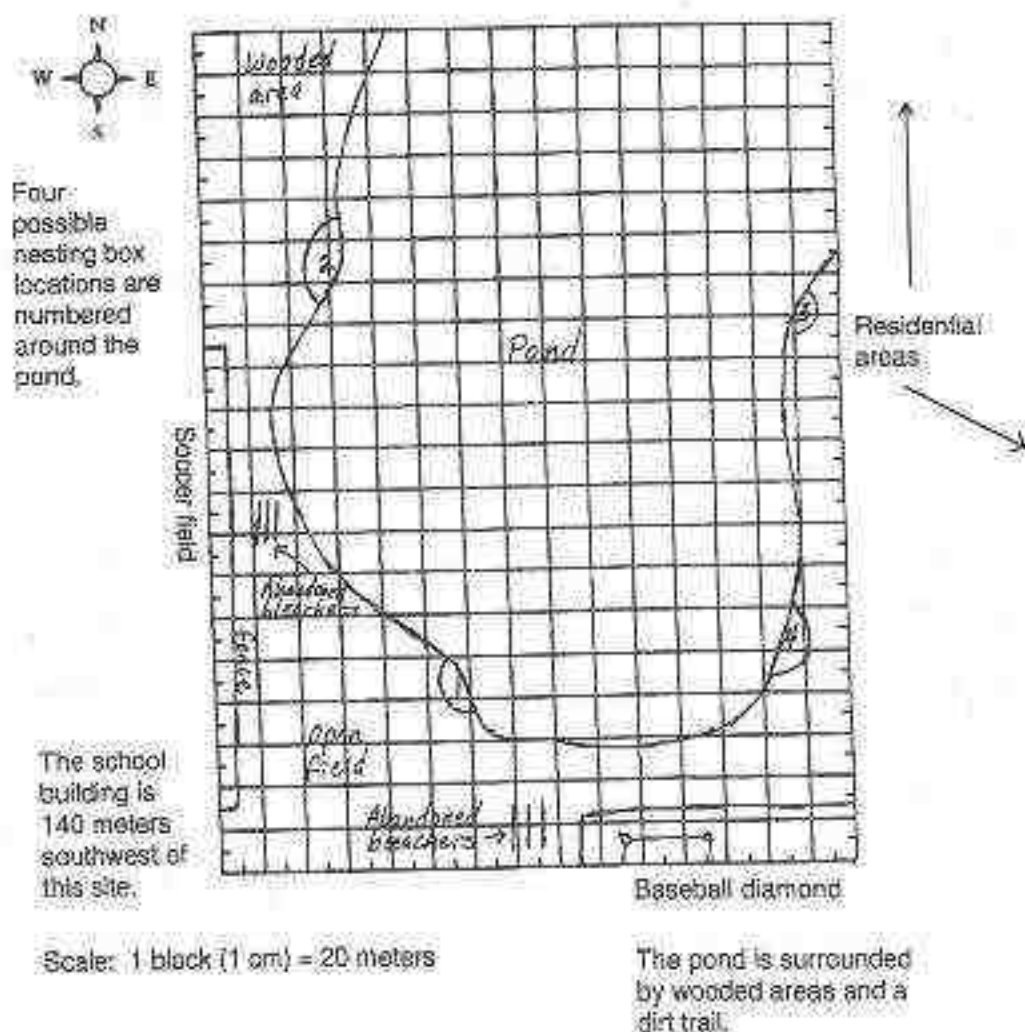 N
W E
S
Wooded
area
Four
possible
nesting box
locations are
numbered
around the
pond.
2
3
Pond
Residential
areas
Soccer field
Abandoned
bleachers
fence
1
4
Open
field
The school
building is
140 meters
southwest of
this site.
Abandoned
bleachers
Baseball diamond
Scale: 1 block (1 cm) = 20 meters
The pond is surrounded
by wooded areas and a
dirt trail.